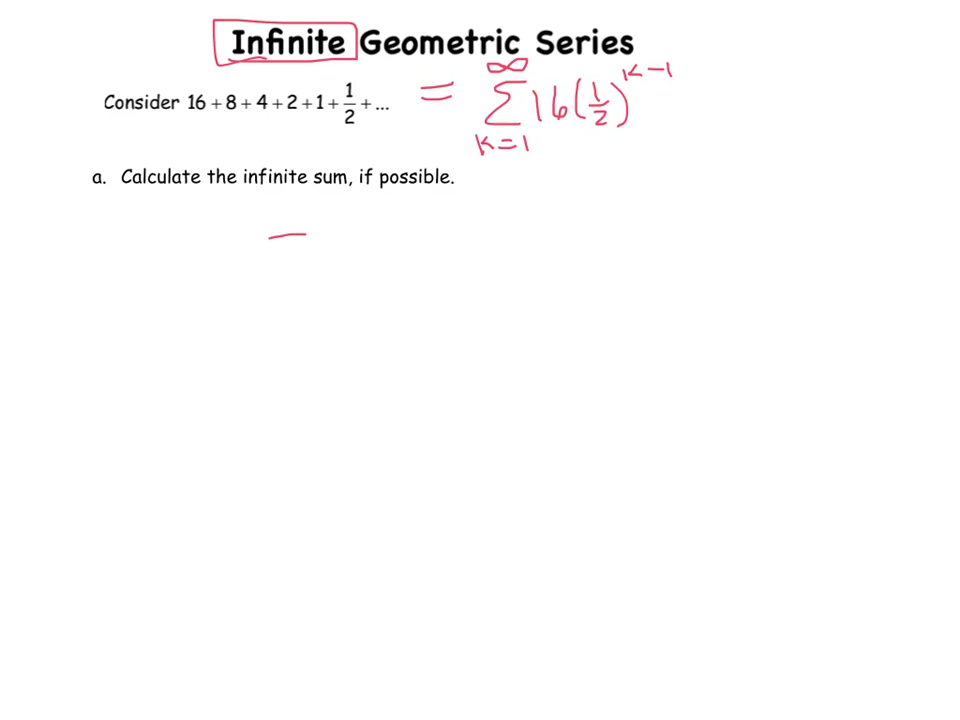 Infinite Geometric Series
Consider 16 + 8 + 4 + 2 + 1 + 1/2 + ... = ∞ Σ k=1 16(1/2)^k-1
a. Calculate the infinite sum, if possible.